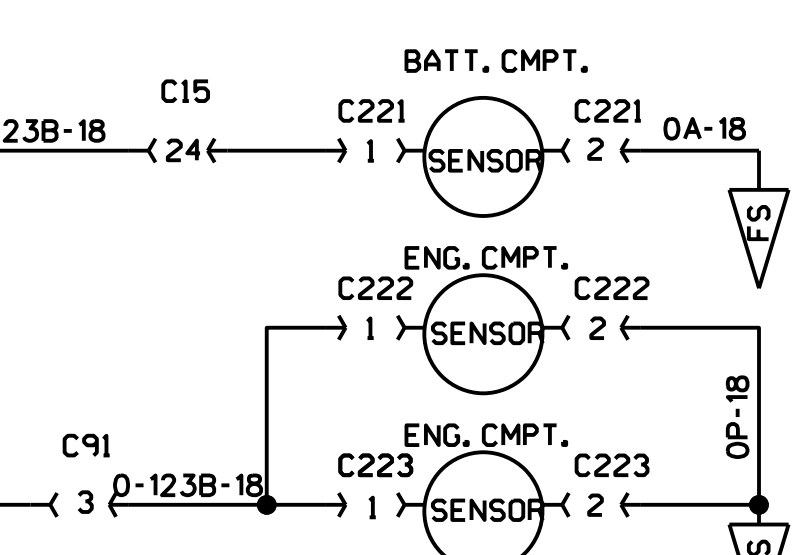 BATT. CMPT.
C15
C221
C221
23B-18
24
1
SENSOR
2
0A-18
FS
ENG. CMPT.
C222
C222
1
SENSOR
2
0P-18
ENG. CMPT.
C91
C223
C223
3
0-123B-18
1
SENSOR
2
S